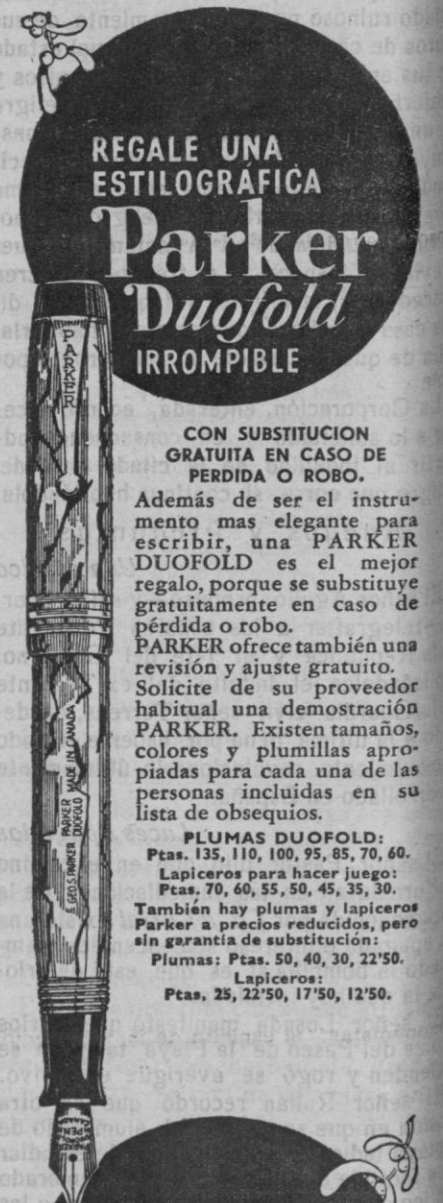 REGALE UNA
ESTILOGRÁFICA
Parker
Duofold
IRROMPIBLE
PARKER
CON SUBSTITUCION
GRATUITA EN CASO DE
PERDIDA O ROBO.
Además de ser el instru-
mento mas elegante para
escribir, una PARKER
DUOFOLD es el mejor
regalo, porque se substituye
gratuitamente en caso de
pérdida o robo.
PARKER ofrece también una
revisión y ajuste gratuito.
Solicite de su proveedor
habitual una demostración
PARKER. Existen tamaños,
colores y plumillas apro-
piadas para cada una de las
personas incluidas en su
lista de obsequios.
PLUMAS DUOFOLD:
Ptas. 135, 110, 100, 95, 85, 70, 60.
Lapiceros para hacer juego:
Ptas. 70, 60, 55, 50, 45, 35, 30.
También hay plumas y lapiceros
Parker a precios reducidos, pero
sin garantía de substitución:
Plumas: Ptas. 50, 40, 30, 22'50.
Lapiceros:
Ptas. 25, 22'50, 17'50, 12'50.
GEO.S.PARKER PARKER MADE IN CANADA
DUOFOLD
PARKER
PEN